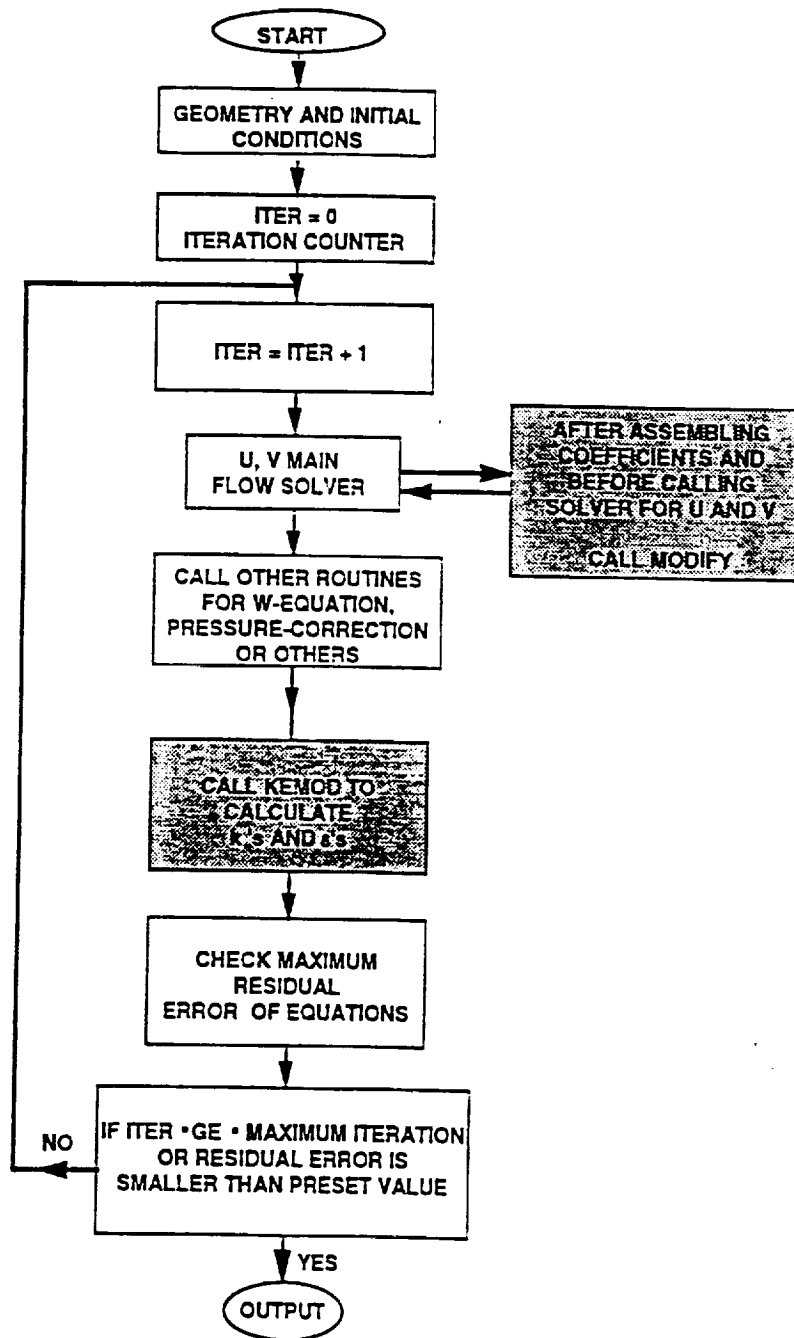 START
GEOMETRY AND INITIAL
CONDITIONS
ITER = 0
ITERATION COUNTER
ITER = ITER + 1
U, V MAIN
FLOW SOLVER
AFTER ASSEMBLING
COEFFICIENTS AND
BEFORE CALLING
SOLVER FOR U AND V
CALL MODIFY
CALL OTHER ROUTINES
FOR W-EQUATION,
PRESSURE-CORRECTION
OR OTHERS
CALL KEMOD TO
CALCULATE
k's AND ε's
CHECK MAXIMUM
RESIDUAL
ERROR OF EQUATIONS
NO
IF ITER •GE • MAXIMUM ITERATION
OR RESIDUAL ERROR IS
SMALLER THAN PRESET VALUE
YES
OUTPUT